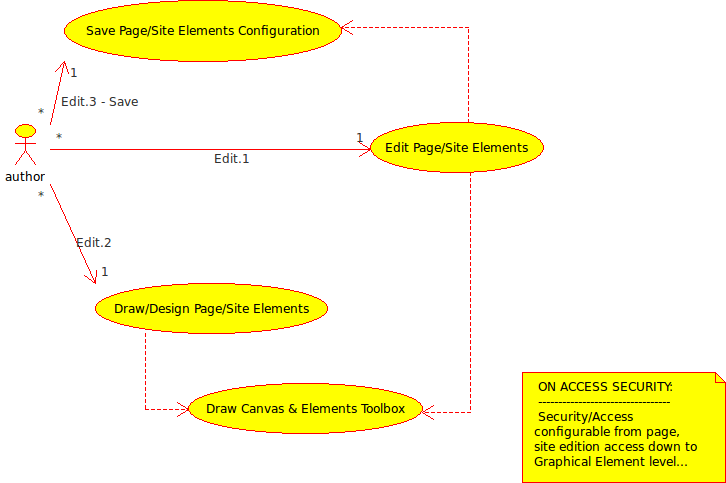 Save Page/Site Elements Configuration
1
Edit.3 - Save
*
*
1
Edit Page/Site Elements
Edit.1
author
*
Edit.2
1
Draw/Design Page/Site Elements
Draw Canvas & Elements Toolbox
ON ACCESS SECURITY:
---------------------------------
Security/Access
configurable from page,
site edition access down to
Graphical Element level...